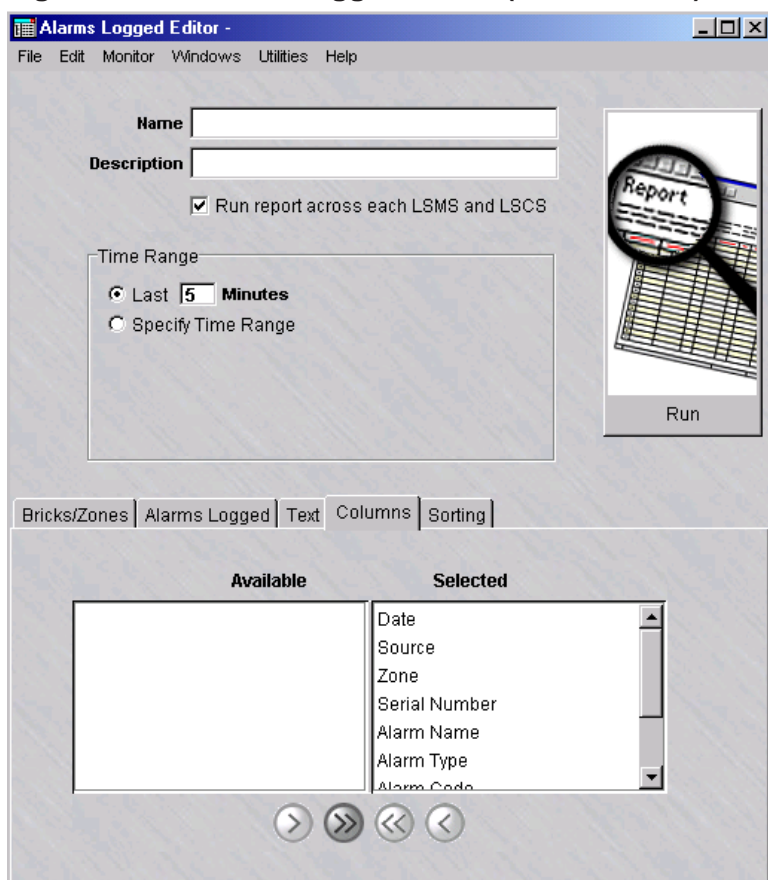 Alarms Logged Editor -
File Edit Monitor Windows Utilities Help
Name
Description
Run report across each LSMS and LSCS
Time Range
Last 5 Minutes
Specify Time Range
Report
Run
Bricks/Zones Alarms Logged Text Columns Sorting
Available Selected
Date
Source
Zone
Serial Number
Alarm Name
Alarm Type
Alarm Code